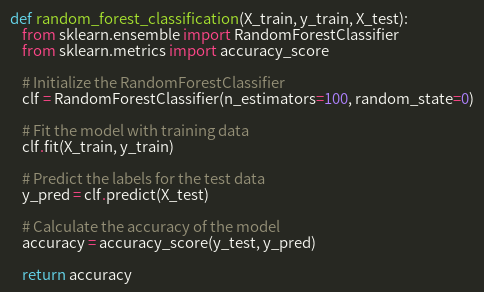 def random_forest_classification(X_train, y_train, X_test):
from sklearn.ensemble import RandomForestClassifier
from sklearn.metrics import accuracy_score
# Initialize the RandomForestClassifier
clf = RandomForestClassifier(n_estimators=100, random_state=0)
# Fit the model with training data
clf.fit(X_train, y_train)
# Predict the labels for the test data
y_pred = clf.predict(X_test)
# Calculate the accuracy of the model
accuracy = accuracy_score(y_test, y_pred)
return accuracy